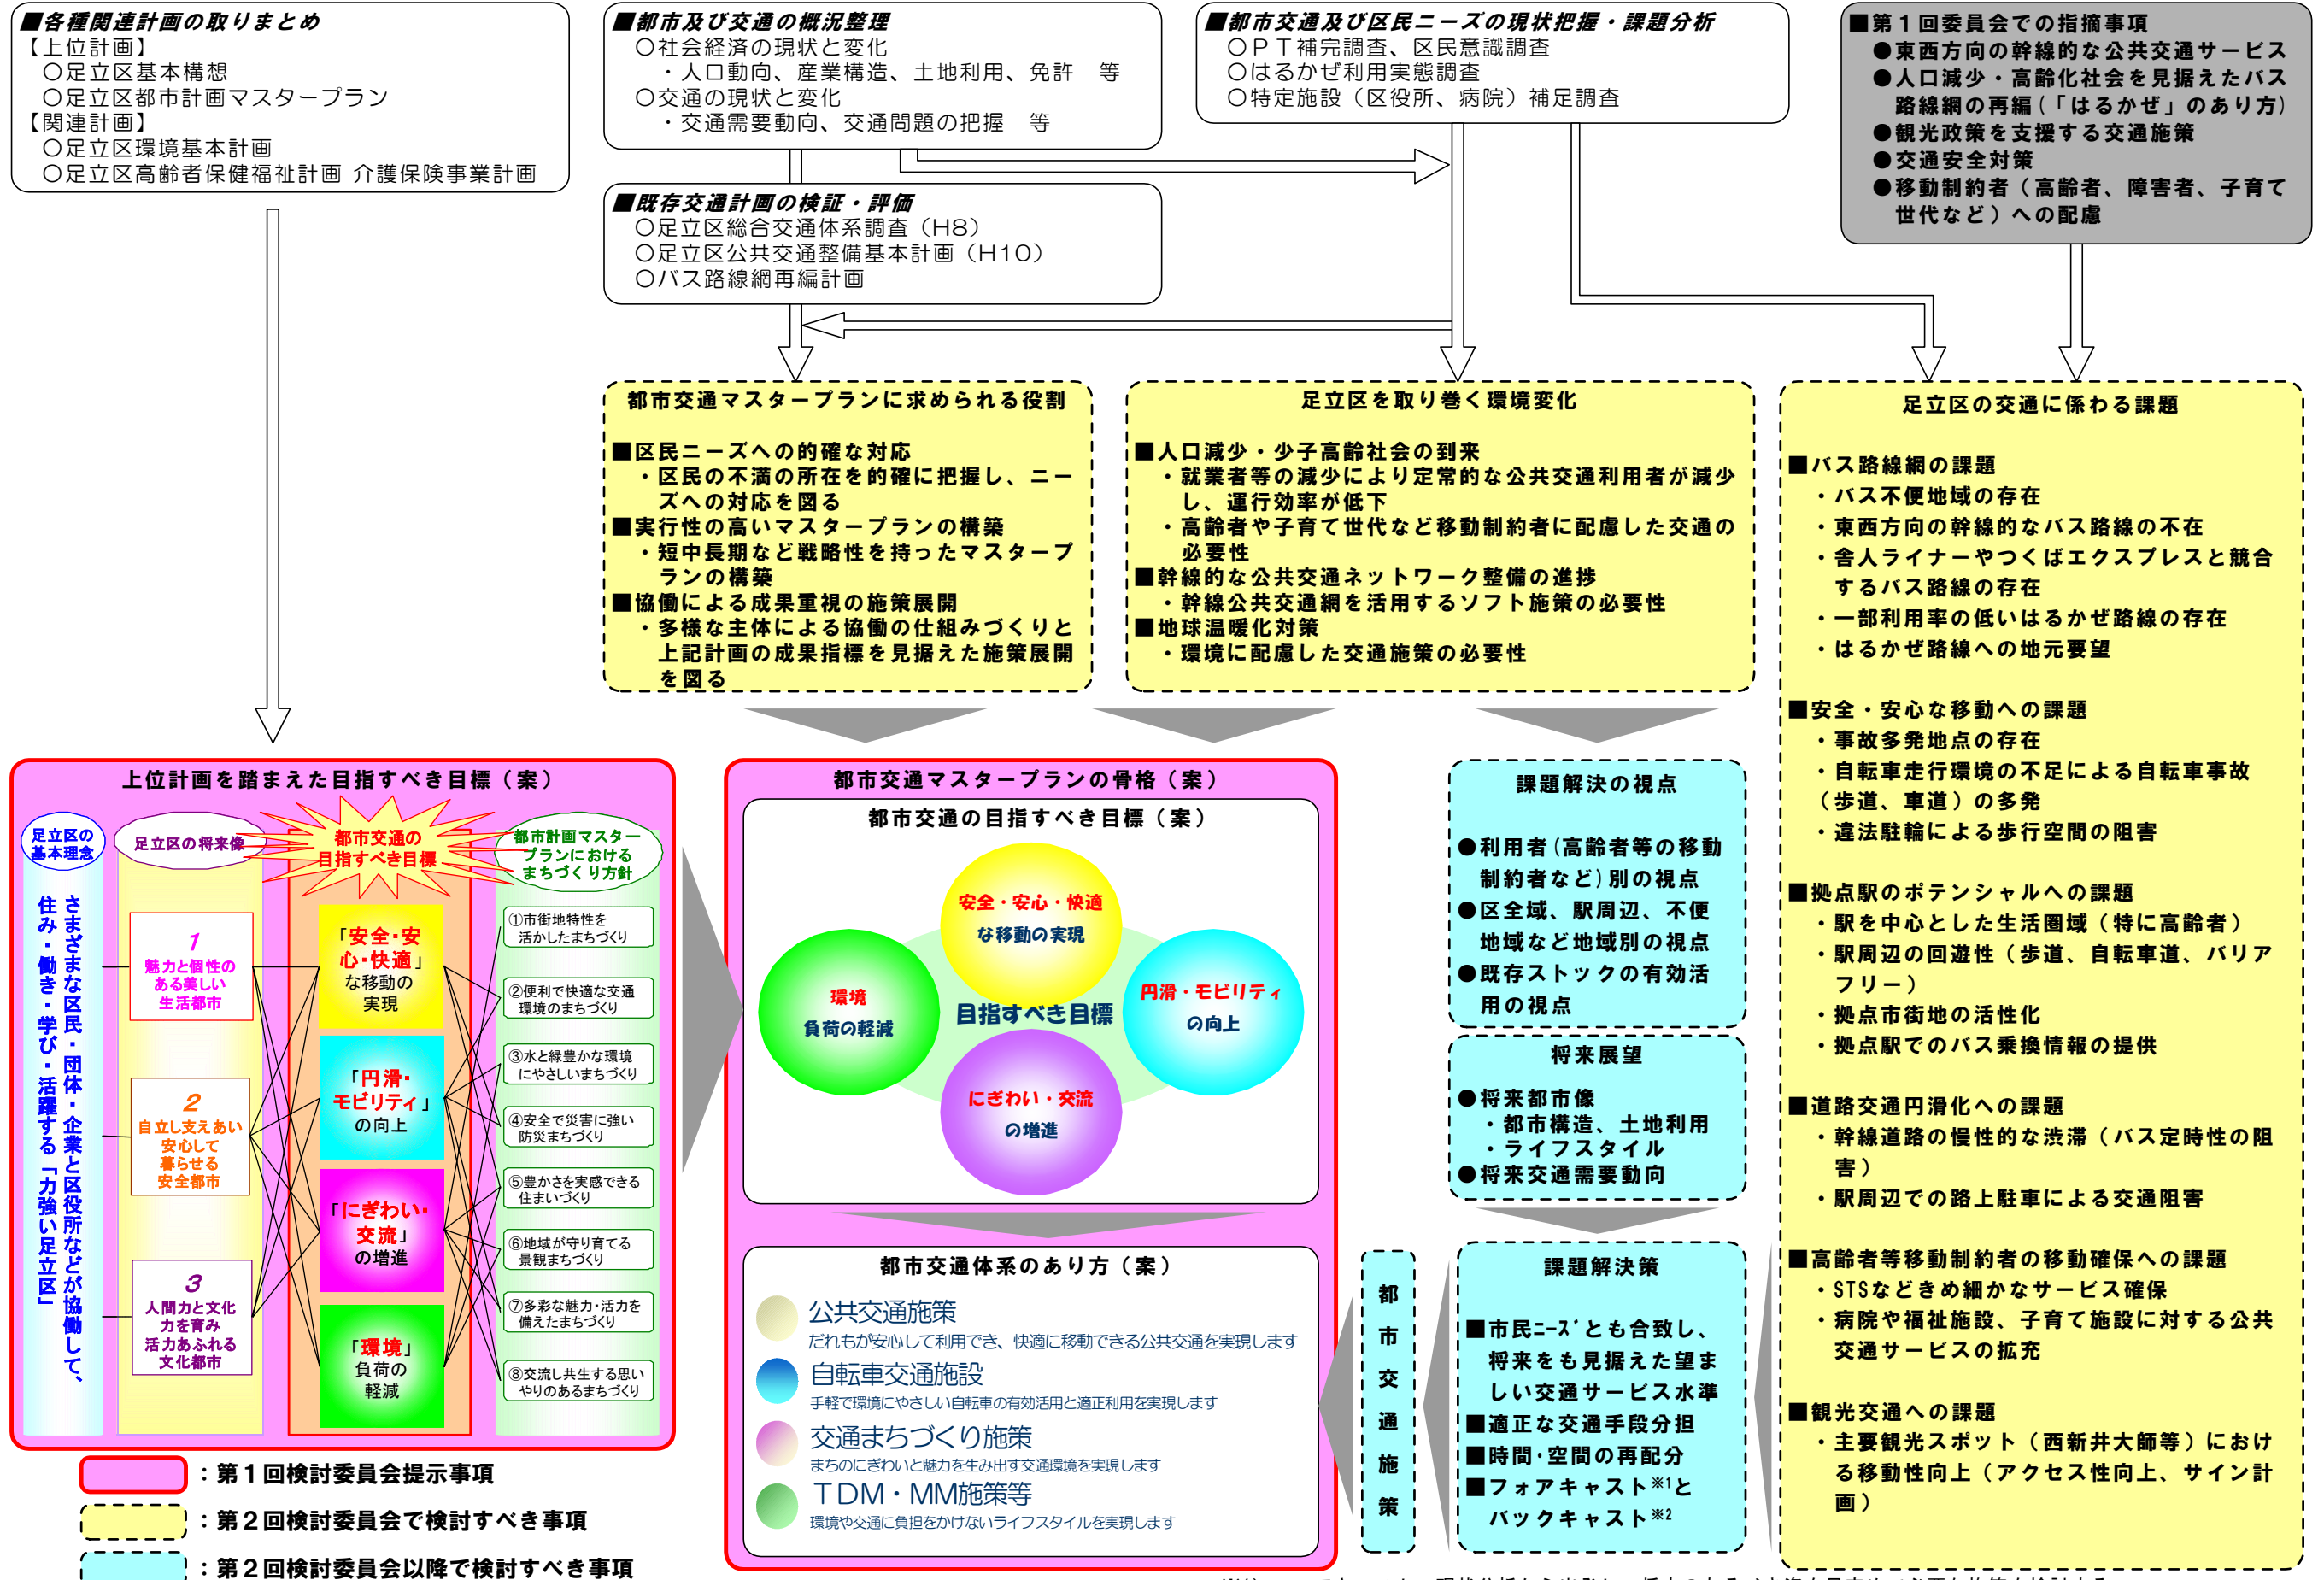 ■各種関連計画の取りまとめ
【上位計画】
○足立区基本構想
○足立区都市計画マスタープラン
【関連計画】
○足立区環境基本計画
○足立区高齢者保健福祉計画 介護保険事業計画
■都市及び交通の概況整理
○社会経済の現状と変化
・人口動向、産業構造、土地利用、免許 等
○交通の現状と変化
・交通需要動向、交通問題の把握 等
■既存交通計画の検証・評価
○足立区総合交通体系調査(H8)
○足立区公共交通整備基本計画(H10)
○バス路線網再編計画
■都市交通及び区民ニーズの現状把握・課題分析
○PT補完調査、区民意識調査
○はるかぜ利用実態調査
○特定施設(区役所、病院)補足調査
■第1回委員会での指摘事項
●東西方向の幹線的な公共交通サービス
●人口減少・高齢化社会を見据えたバス
路線網の再編(「はるかぜ」のあり方)
●観光政策を支援する交通施策
●交通安全対策
●移動制約者(高齢者、障害者、子育て
世代など)への配慮
都市交通マスタープランに求められる役割
■区民ニーズへの的確な対応
・区民の不満の所在を的確に把握し、ニー
ズへの対応を図る
■実行性の高いマスタープランの構築
・短中長期など戦略性を持ったマスタープ
ランの構築
■協働による成果重視の施策展開
・多様な主体による協働の仕組みづくりと
上記計画の成果指標を見据えた施策展開
を図る
足立区を取り巻く環境変化
■人口減少・少子高齢社会の到来
・就業者等の減少により定常的な公共交通利用者が減少
し、運行効率が低下
・高齢者や子育て世代など移動制約者に配慮した交通の
必要性
■幹線的な公共交通ネットワーク整備の進捗
・幹線公共交通網を活用するソフト施策の必要性
■地球温暖化対策
・環境に配慮した交通施策の必要性
足立区の交通に係わる課題
■バス路線網の課題
・バス不便地域の存在
・東西方向の幹線的なバス路線の不在
・舎人ライナーやつくばエクスプレスと競合
するバス路線の存在
・一部利用率の低いはるかぜ路線の存在
・はるかぜ路線への地元要望
■安全・安心な移動への課題
・事故多発地点の存在
・自転車走行環境の不足による自転車事故
(歩道、車道)の多発
・違法駐輪による歩行空間の阻害
■拠点駅のポテンシャルへの課題
・駅を中心とした生活圏域(特に高齢者)
・駅周辺の回遊性(歩道、自転車道、バリア
フリー)
・拠点市街地の活性化
・拠点駅でのバス乗換情報の提供
■道路交通円滑化への課題
・幹線道路の慢性的な渋滞(バス定時性の阻
害)
・駅周辺での路上駐車による交通阻害
■高齢者等移動制約者の移動確保への課題
・STSなどきめ細かなサービス確保
・病院や福祉施設、子育て施設に対する公共
交通サービスの拡充
■観光交通への課題
・主要観光スポット(西新井大師等)におけ
る移動性向上(アクセス性向上、サイン計
画)
上位計画を踏まえた目指すべき目標(案)
足立区の
基本理念
さまざまな区民・団体・企業と区役所などが協働して、
住み・働き・学び・活躍する「力強い足立区」
足立区の将来像
1
魅力と個性の
ある美しい
生活都市
2
自立し支えあい
安心して
暮らせる
安全都市
3
人間力と文化
力を育み
活力あふれる
文化都市
都市交通の
目指すべき目標
「安全・安
心・快適」
な移動の
実現
「円滑・
モビリティ」
の向上
「にぎわい・
交流」
の増進
「環境」
負荷の
軽減
都市計画マスター
プランにおける
まちづくり方針
①市街地特性を
活かしたまちづくり
②便利で快適な交通
環境のまちづくり
③水と緑豊かな環境
にやさしいまちづくり
④安全で災害に強い
防災まちづくり
⑤豊かさを実感できる
住まいづくり
⑥地域が守り育てる
景観まちづくり
⑦多彩な魅力・活力を
備えたまちづくり
⑧交流し共生する思い
やりのあるまちづくり
都市交通マスタープランの骨格(案)
都市交通の目指すべき目標(案)
安全・安心・快適
な移動の実現
環境
負荷の軽減
目指すべき目標
円滑・モビリティ
の向上
にぎわい・交流
の増進
都市交通体系のあり方(案)
公共交通施策
だれもが安心して利用でき、快適に移動できる公共交通を実現します
自転車交通施設
手軽で環境にやさしい自転車の有効活用と適正利用を実現します
交通まちづくり施策
まちのにぎわいと魅力を生み出す交通環境を実現します
TDM・MM施策等
環境や交通に負担をかけないライフスタイルを実現します
課題解決の視点
●利用者(高齢者等の移動
制約者など)別の視点
●区全域、駅周辺、不便
地域など地域別の視点
●既存ストックの有効活
用の視点
将来展望
●将来都市像
・都市構造、土地利用
・ライフスタイル
●将来交通需要動向
都市交通施策
課題解決策
■市民ニーズとも合致し、
将来をも見据えた望ま
しい交通サービス水準
■適正な交通手段分担
■時間・空間の再配分
■フォアキャスト※1と
バックキャスト※2
:第1回検討委員会提示事項
:第2回検討委員会で検討すべき事項
:第2回検討委員会以降で検討すべき事項